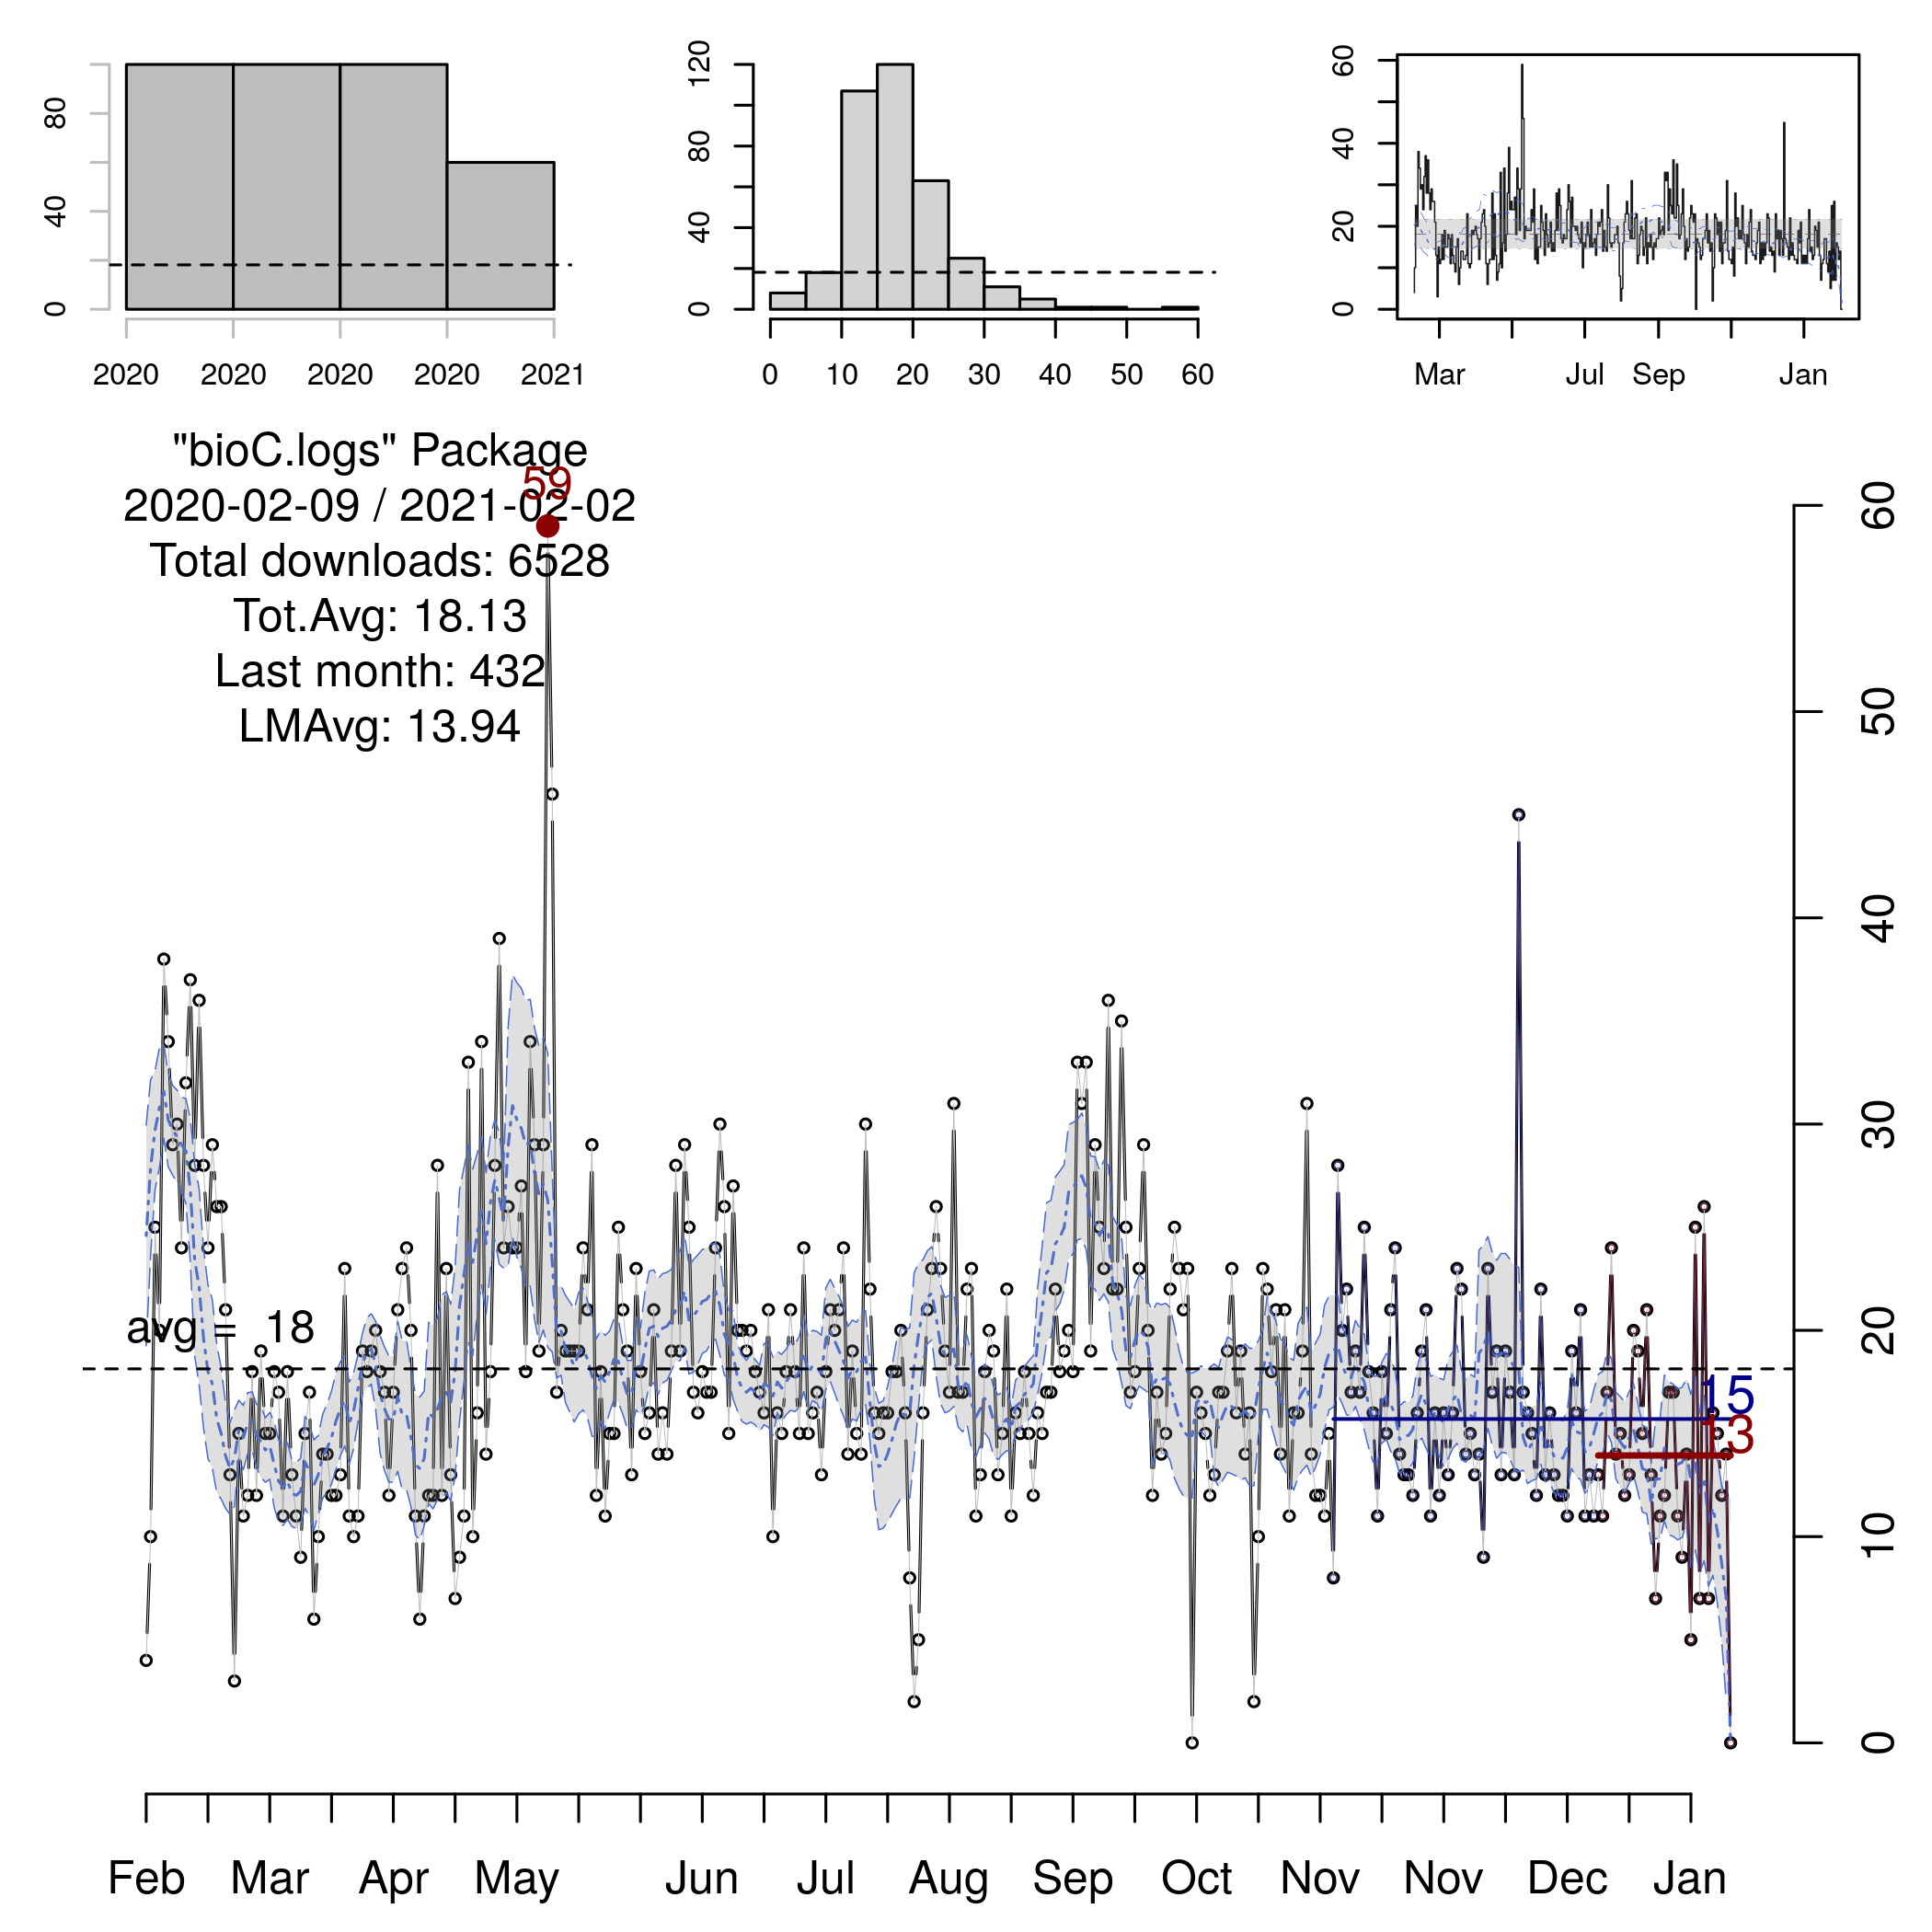 80
40
0
2020 2020 2020 2020 2021
120
80
40
0
0 10 20 30 40 50 60
60
40
20
0
Mar Jul Sep Jan
"bioC.logs" Package
59
2020-02-09 / 2021-02-02
Total downloads: 6528
Tot.Avg: 18.13
Last month: 432
LMAvg: 13.94
avg = 18
15
13
60
50
40
30
20
10
0
Feb Mar Apr May Jun Jul Aug Sep Oct Nov Nov Dec Jan